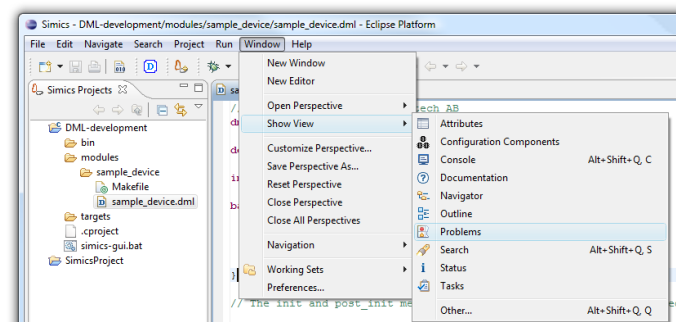 Simics - DML-development/modules/sample_device/sample_device.dml - Eclipse Platform
File Edit Navigate Search Project Run Window Help
Simics Projects
DML-development
bin
modules
sample_device
Makefile
sample_device.dml
targets
.cproject
simics-gui.bat
SimicsProject
New Window
New Editor
Open Perspective
Show View
Customize Perspective...
Save Perspective As...
Reset Perspective
Close Perspective
Close All Perspectives
Navigation
Working Sets
Preferences...
Attributes
Configuration Components
Console Alt+Shift+Q, C
Documentation
Navigator
Outline
Problems
Search Alt+Shift+Q, S
Status
Tasks
Other... Alt+Shift+Q, Q
sa
// tech AB
}
// The init and post_init me